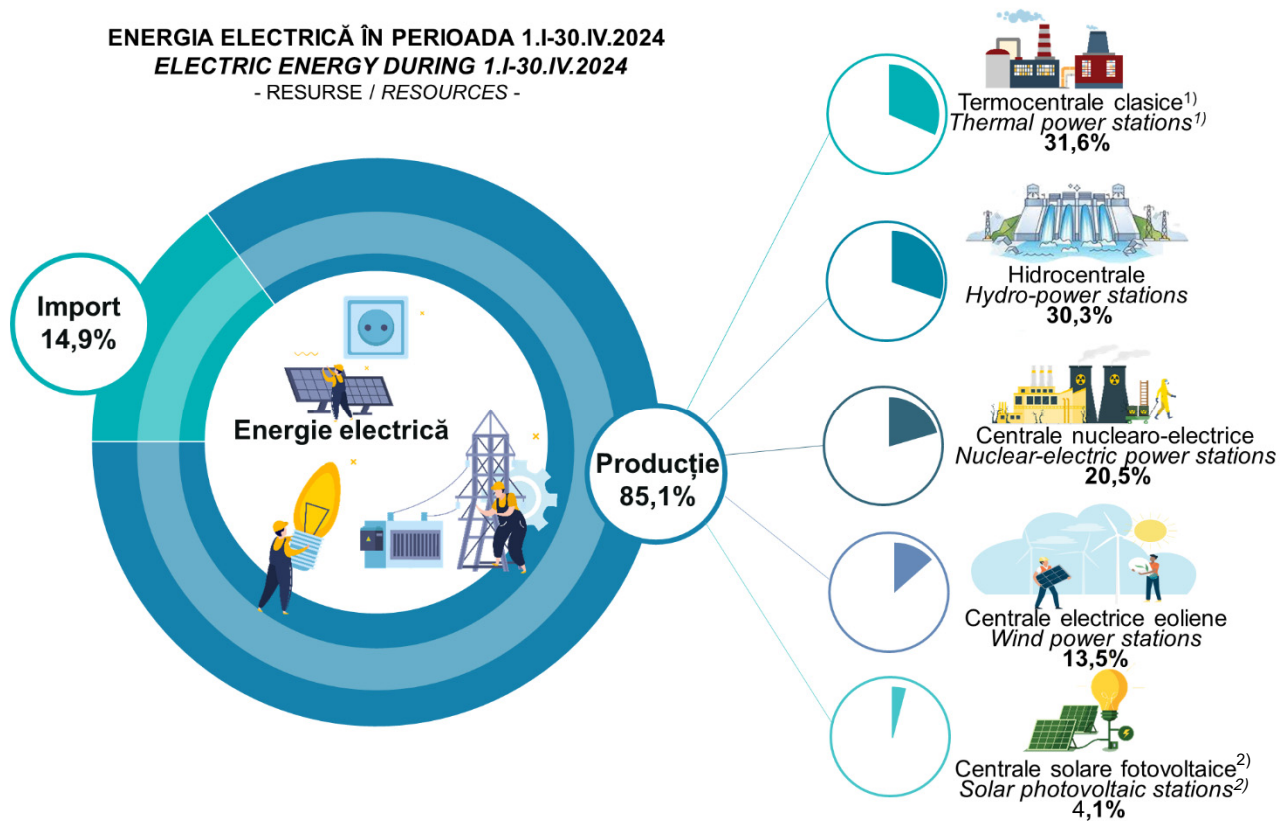 ENERGIA ELECTRICĂ ÎN PERIOADA 1.I-30.IV.2024
ELECTRIC ENERGY DURING 1.I-30.IV.2024
- RESURSE / RESOURCES -
Import
14,9%
Energie electrică
Producție
85,1%
Termocentrale clasice1)
Thermal power stations1)
31,6%
Hidrocentrale
Hydro-power stations
30,3%
Centrale nuclearo-electrice
Nuclear-electric power stations
20,5%
Centrale electrice eoliene
Wind power stations
13,5%
Centrale solare fotovoltaice2)
Solar photovoltaic stations2)
4,1%